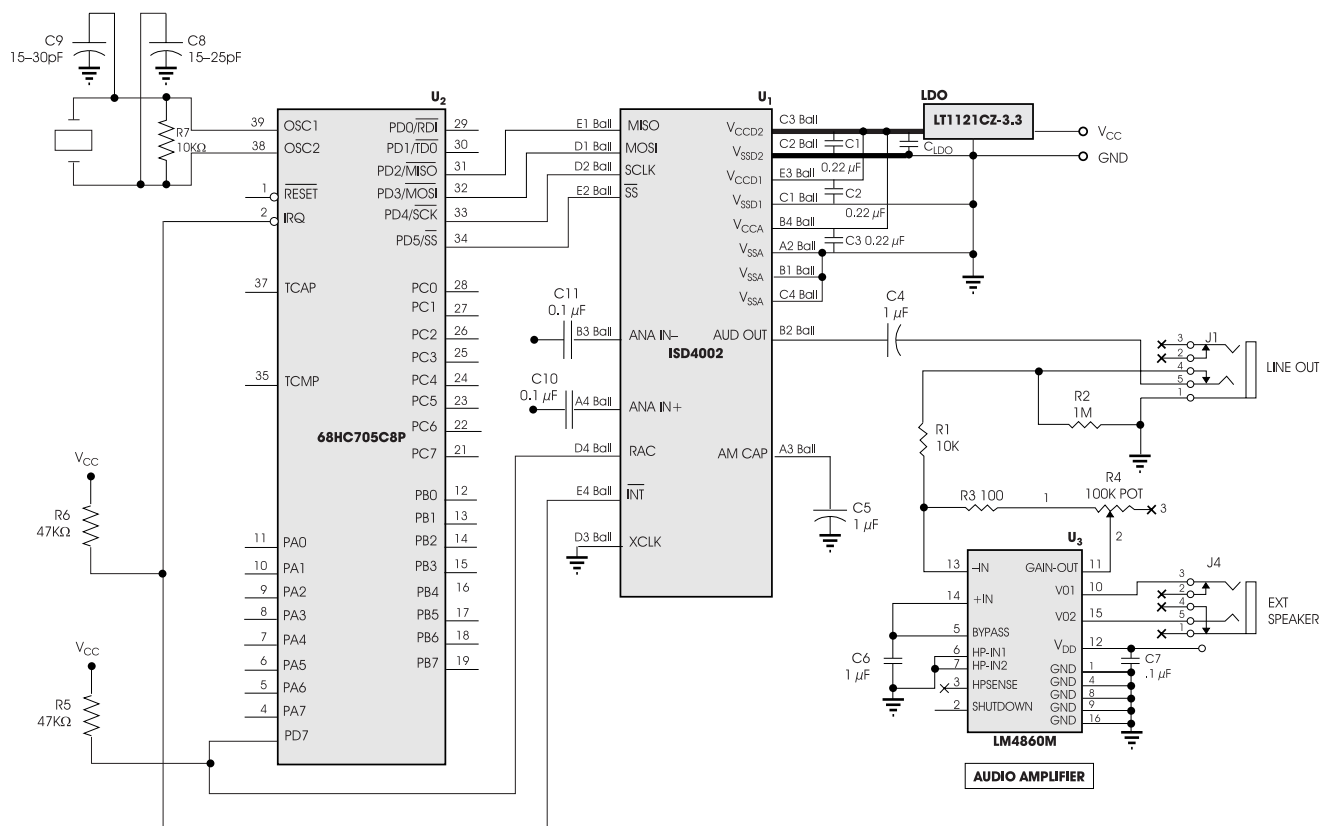 C9
15–30pF
C8
15–25pF
R7
10KΩ
U2
39
OSC1
38
OSC2
1
RESET
2
IRQ
37
TCAP
35
TCMP
68HC705C8P
11
PA0
10
PA1
9
PA2
8
PA3
7
PA4
6
PA5
5
PA6
4
PA7
PD7
PD0/RDI
29
PD1/TD0
30
PD2/MISO
31
PD3/MOSI
32
PD4/SCK
33
PD5/SS
34
PC0
28
PC1
27
PC2
26
PC3
25
PC4
24
PC5
23
PC6
22
PC7
21
PB0
12
PB1
13
PB2
14
PB3
15
PB4
16
PB5
17
PB6
18
PB7
19
VCC
R6
47KΩ
VCC
R5
47KΩ
U1
E1 Ball
MISO
D1 Ball
MOSI
D2 Ball
SCLK
E2 Ball
SS
C11
0.1 µF
B3 Ball
ANA IN–
C10
0.1 µF
A4 Ball
ANA IN+
D4 Ball
RAC
E4 Ball
INT
D3 Ball
XCLK
ISD4002
VCCD2
C3 Ball
VSSD2
C2 Ball
VCCD1
E3 Ball
VSSD1
C1 Ball
VCCA
B4 Ball
VSSA
A2 Ball
VSSA
B1 Ball
VSSA
C4 Ball
AUD OUT
B2 Ball
AM CAP
A3 Ball
C1
0.22 µF
C2
0.22 µF
C3 0.22 µF
CLDO
LDO
LT1121CZ-3.3
VCC
GND
C4
1 µF
C5
1 µF
J1
3
2
4
5
1
LINE OUT
R2
1M
R1
10K
R3 100
1
R4
100K POT
3
2
U3
13
–IN
14
+IN
5
BYPASS
6
HP-IN1
7
HP-IN2
3
HPSENSE
2
SHUTDOWN
GAIN-OUT
11
V01
10
V02
15
VDD
12
GND
1
GND
4
GND
8
GND
9
GND
16
LM4860M
C6
1 µF
C7
.1 µF
J4
3
2
4
5
1
EXT
SPEAKER
AUDIO AMPLIFIER